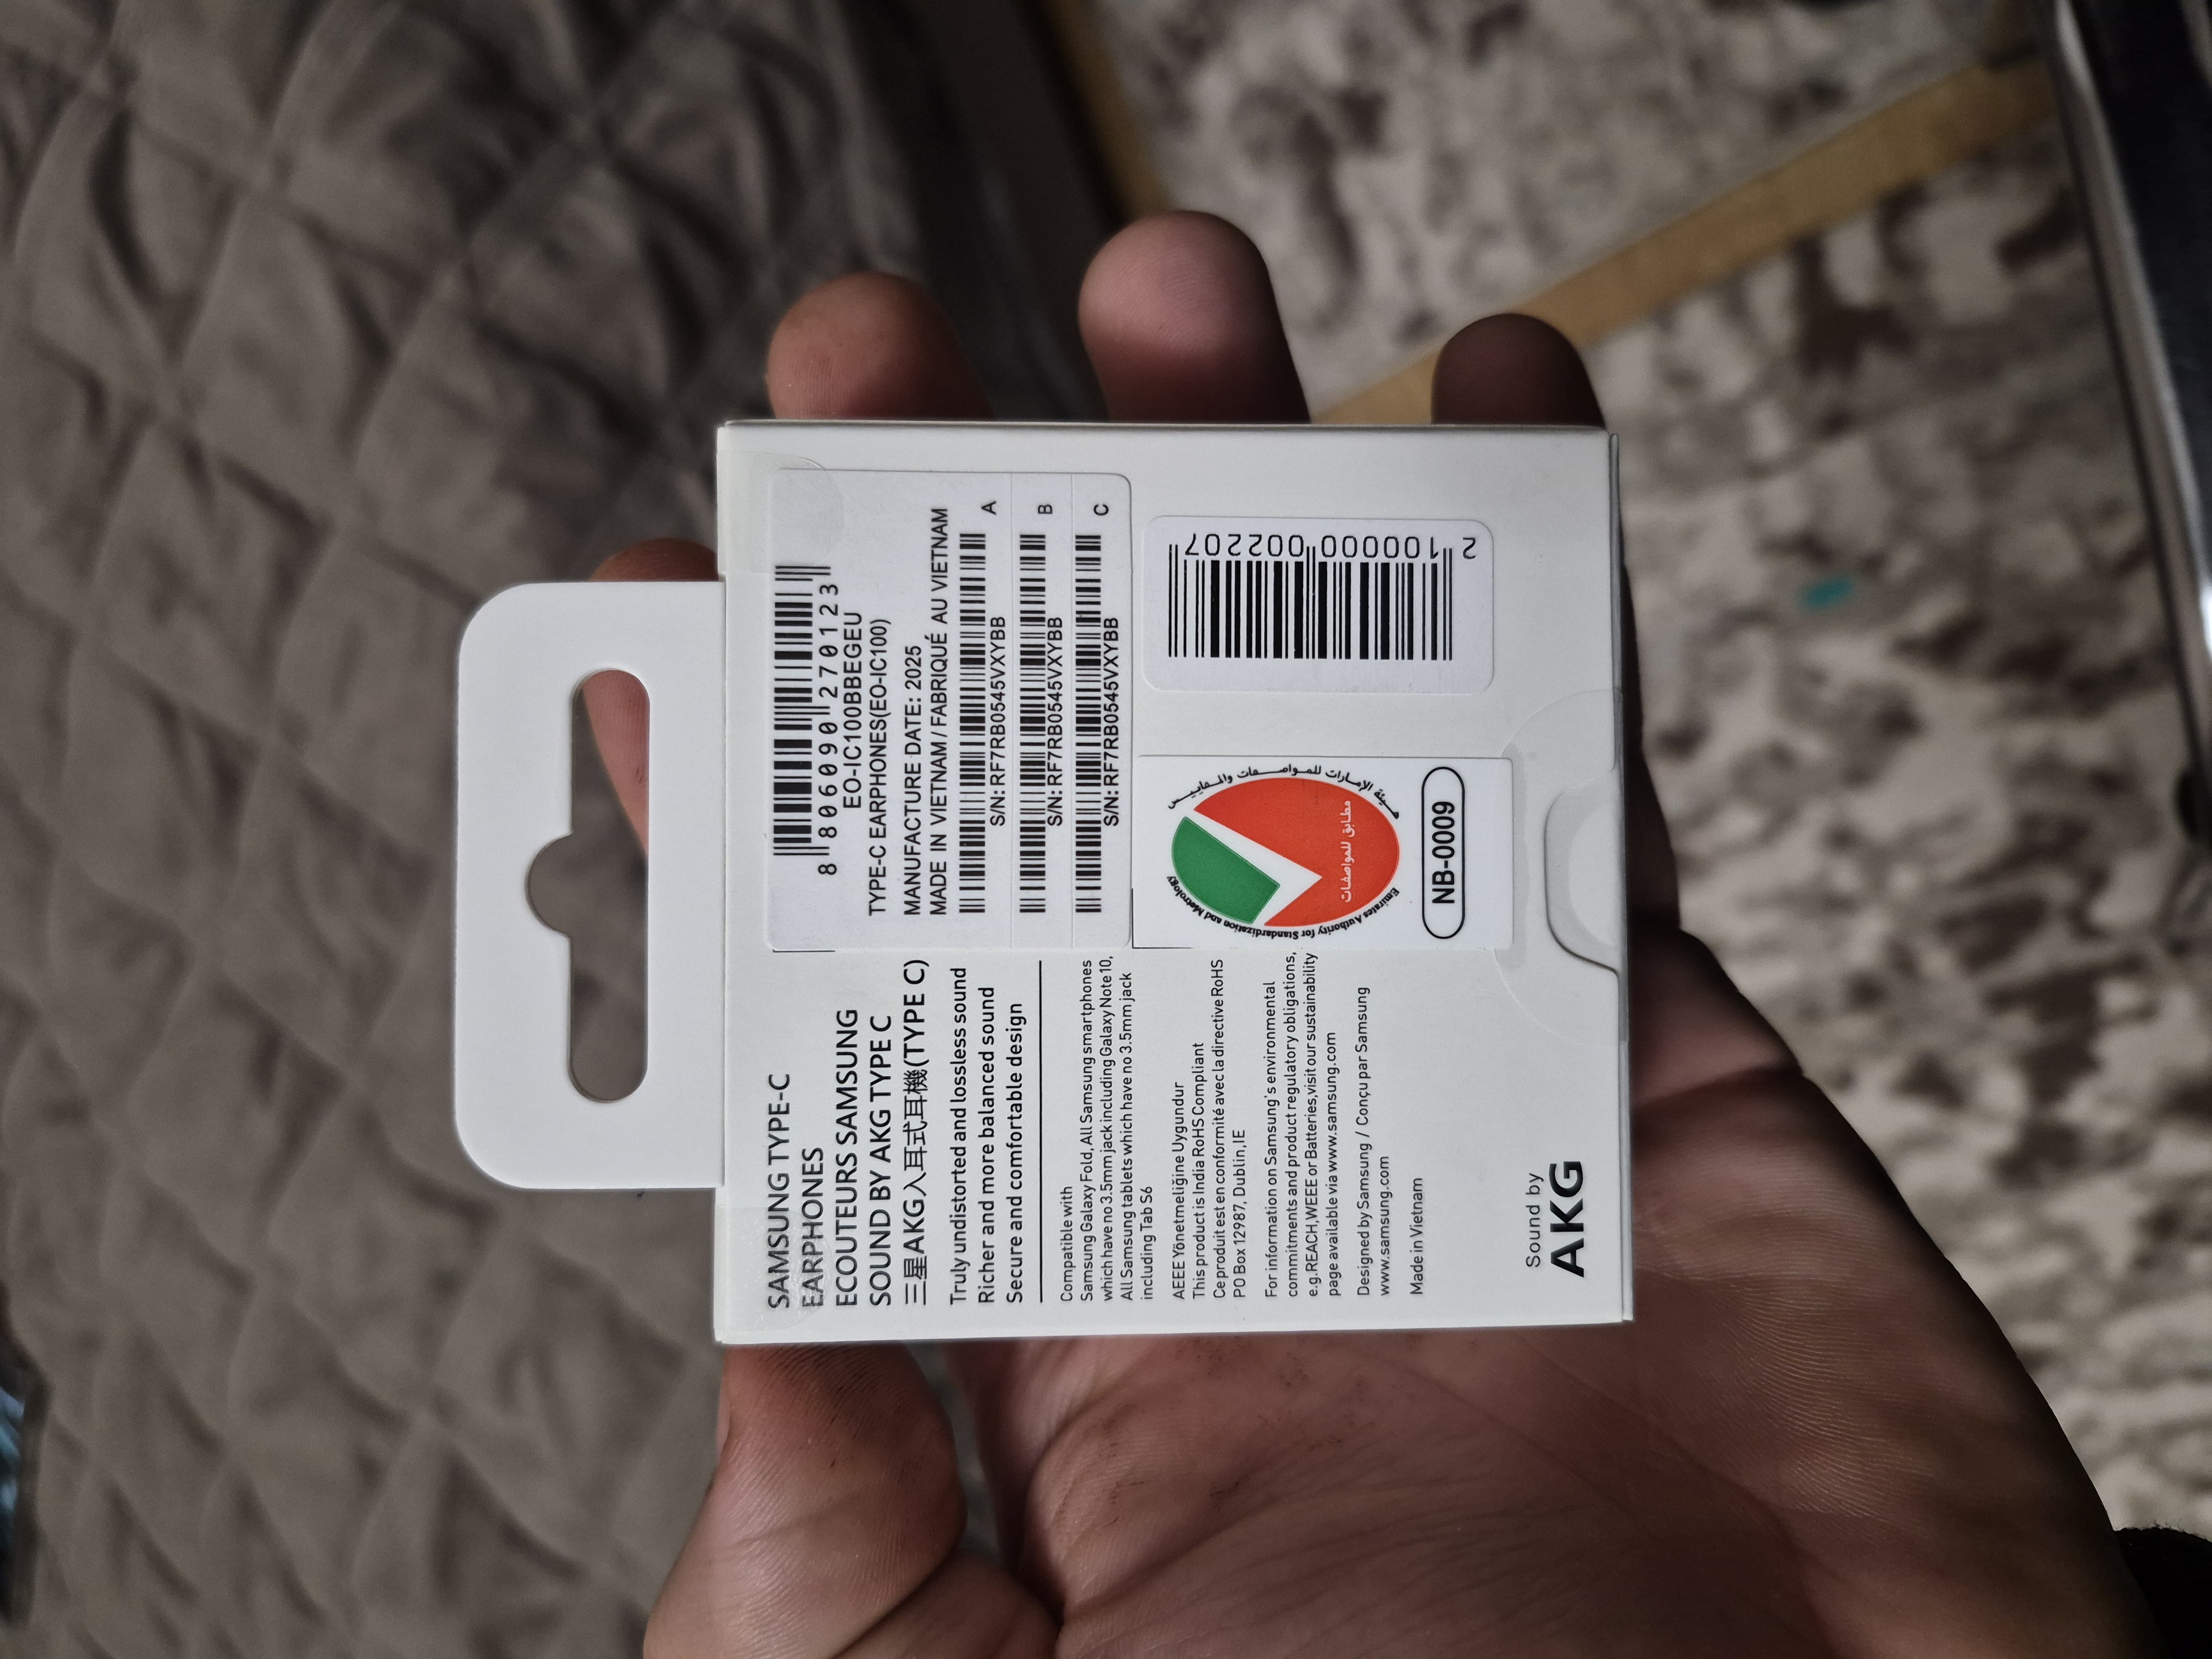 SAMSUNG TYPE-C
EARPHONES
ECOUTEURS SAMSUNG
SOUND BY AKG TYPE C
三星AKG入耳式耳機(TYPE C)
Truly undistorted and lossless sound
Richer and more balanced sound
Secure and comfortable design
Compatible with
Samsung Galaxy Fold, All Samsung smartphones
which have no 3.5mm jack including Galaxy Note10,
All Samsung tablets which have no 3.5mm jack
including Tab S6
AEEE Yönetmeliğine Uygundur
This product is India RoHS Compliant
Ce produit est en conformité avec la directive RoHS
PO Box 12987, Dublin,IE
For information on Samsung's environmental
commitments and product regulatory obligations,
e.g.REACH,WEEE or Batteries,visit our sustainability
page available via www.samsung.com
Designed by Samsung / Conçu par Samsung
www.samsung.com
Made in Vietnam
Sound by
AKG
8 806090 270123
EO-IC100BBEGEU
TYPE-C EARPHONES(EO-IC100)
MANUFACTURE DATE: 2025
MADE IN VIETNAM / FABRIQUÉ AU VIETNAM
A
S/N: RF7RB0545VXYBB
B
S/N: RF7RB0545VXYBB
C
S/N: RF7RB0545VXYBB
هيئة الإمارات للمواصفات والمقاييس
مطابق للمواصفات
Emirates Authority for Standardization and Metrology
NB-0009
2 100000 002207